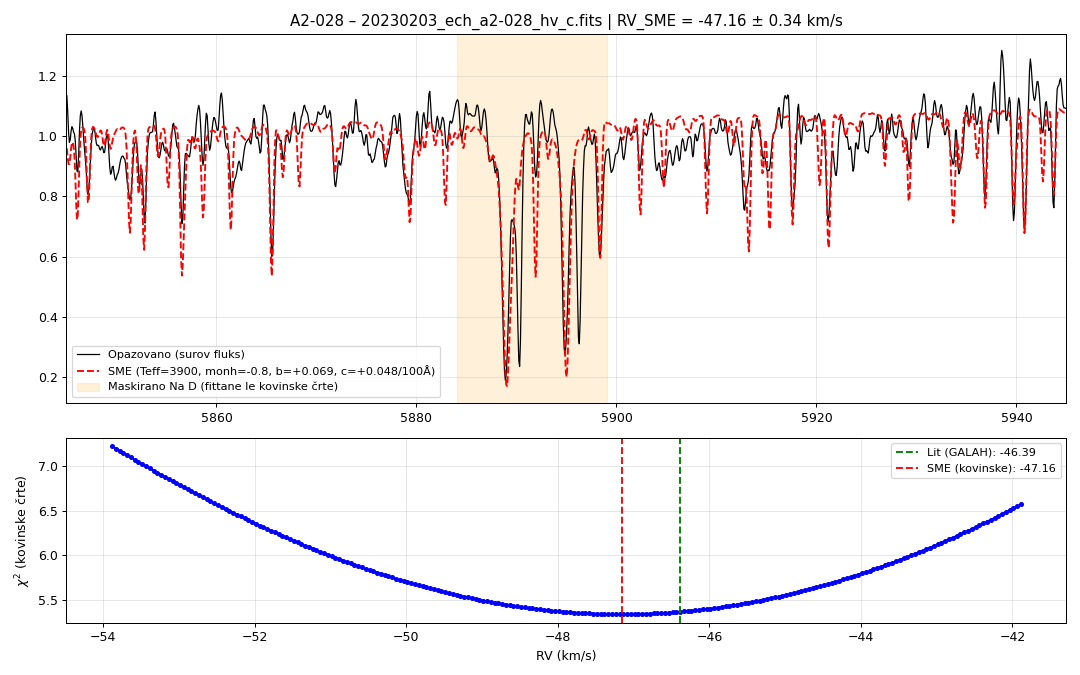 A2-028 – 20230203_ech_a2-028_hv_c.fits | RV_SME = -47.16 ± 0.34 km/s
1.2
1.0
0.8
0.6
0.4
0.2
Opazovano (surov fluks)
SME (Teff=3900, monh=-0.8, b=+0.069, c=+0.048/100Å)
Maskirano Na D (fittane le kovinske črte)
5860 5880 5900 5920 5940
χ² (kovinske črte)
7.0
6.5
6.0
5.5
Lit (GALAH): -46.39
SME (kovinske): -47.16
−54 −52 −50 −48 −46 −44 −42
RV (km/s)